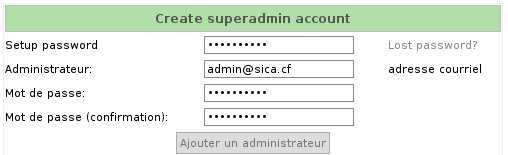 Create superadmin account
Setup password •••••••••• Lost password?
Administrateur: admin@sica.cf adresse courriel
Mot de passe: ••••••••••
Mot de passe (confirmation): ••••••••••
Ajouter un administrateur